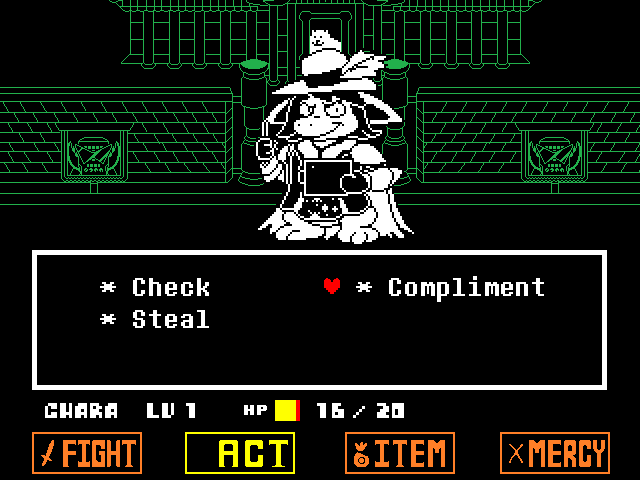 * Check * Compliment
* Steal
CHARA LV 1 HP 16 / 20
FIGHT ACT ITEM MERCY